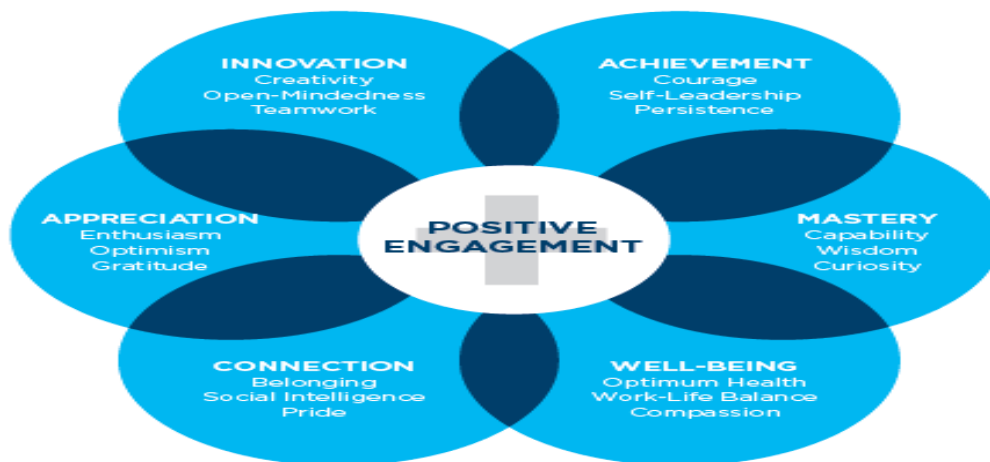 INNOVATION
Creativity
Open-Mindedness
Teamwork
ACHIEVEMENT
Courage
Self-Leadership
Persistence
APPRECIATION
Enthusiasm
Optimism
Gratitude
POSITIVE
ENGAGEMENT
MASTERY
Capability
Wisdom
Curiosity
CONNECTION
Belonging
Social Intelligence
Pride
WELL-BEING
Optimum Health
Work-Life Balance
Compassion